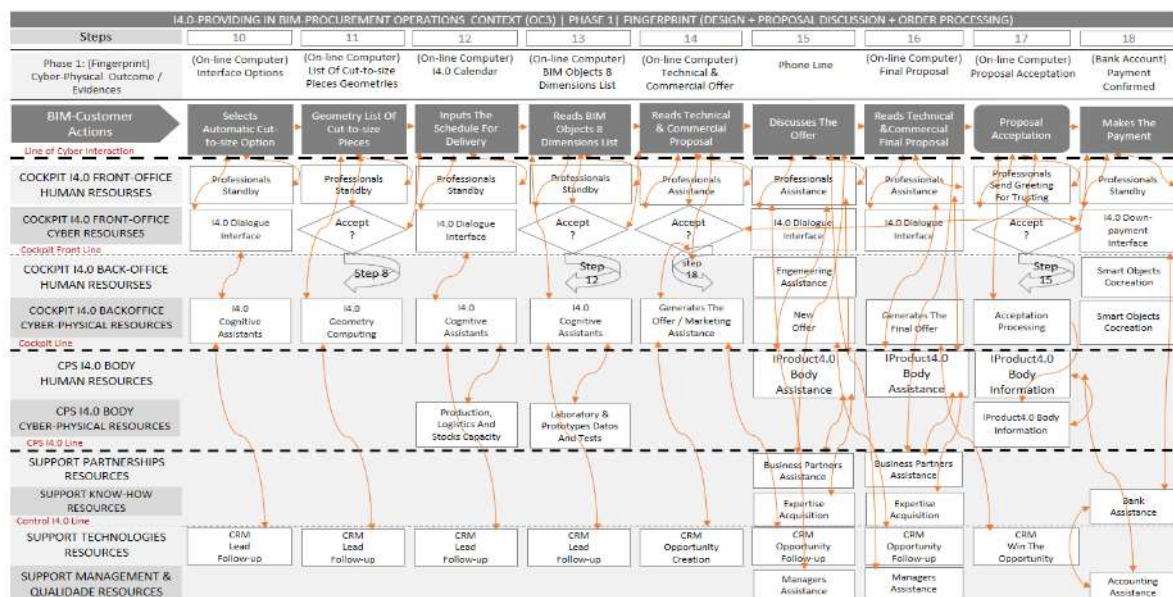 I4.0-PROVIDING IN BIM-PROCUREMENT OPERATIONS CONTEXT (OC3) | PHASE 1| FINGERPRINT (DESIGN + PROPOSAL DISCUSSION + ORDER PROCESSING)
Steps 10 11 12 13 14 15 16 17 18
Phase 1: (Fingerprint)
Cyber-Physical Outcome /
Evidences
(On-line Computer)
Interface Options
(On-line Computer)
List Of Cut-to-size
Pieces Geometries
(On-line Computer)
I4.0 Calendar
(On-line Computer)
BIM Objects 8
Dimensions List
(On-line Computer)
Technical &
Commercial Offer
Phone Line
(On-line Computer)
Final Proposal
(On-line Computer)
Proposal Acceptation
(Bank Account)
Payment
Confirmed
BIM-Customer
Actions
Selects
Automatic Cut-
to-size Option
Geometry List Of
Cut-to-size
Pieces
Inputs The
Schedule For
Delivery
Reads BIM
Objects 8
Dimensions List
Reads Technical
& Commercial
Proposal
Discusses The
Offer
Reads Technical
&Commercial
Final Proposal
Proposal
Acceptation
Makes The
Payment
Line of Cyber Interaction
COCKPIT I4.0 FRONT-OFFICE
HUMAN RESOURSES
Professionals
Standby
Professionals
Standby
Professionals
Standby
Professionals
Standby
Professionals
Assistance
Professionals
Assistance
Professionals
Assistance
Professionals
Send Greeting
For Trusting
Professionals
Standby
COCKPIT I4.0 FRONT-OFFICE
CYBER RESOURSES
I4.0 Dialogue
Interface
Accept
?
I4.0 Dialogue
Interface
Accept
?
Accept
?
I4.0 Dialogue
Interface
I4.0 Dialogue
Interface
Accept
?
I4.0 Down-
payment
Interface
Cockpit Front Line
COCKPIT I4.0 BACK-OFFICE
HUMAN RESOURSES
Step 8
Step
12
step
18
Engeneering
Assistance
Step
15
Smart Objects
Cocreation
COCKPIT I4.0 BACKOFFICE
CYBER-PHYSICAL RESOURCES
I4.0
Cognitive
Assistants
I4.0
Geometry
Computing
I4.0
Cognitive
Assistants
I4.0
Cognitive
Assistants
Generates The
Offer / Marketing
Assistance
New
Offer
Generates The
Final Offer
Acceptation
Processing
Smart Objects
Cocreation
Cockpit Line
CPS I4.0 BODY
HUMAN RESOURCES
IProduct4.0
Body
Assistance
IProduct4.0
Body
Assistance
IProduct4.0
Body
Information
CPS I4.0 BODY
CYBER-PHYSICAL RESOURCES
Production,
Logistics And
Stocks Capacity
Laboratory &
Prototypes Datos
And Tests
IProduct4.0 Body
Information
CPS I4.0 Line
SUPPORT PARTNERSHIPS
RESOURCES
Business Partners
Assistance
Business Partners
Assistance
SUPPORT KNOW-HOW
RESOURCES
Expertise
Acquisition
Expertise
Acquisition
Bank
Assistance
Control I4.0 Line
SUPPORT TECHNOLOGIES
RESOURCES
CRM
Lead
Follow-up
CRM
Lead
Follow-up
CRM
Lead
Follow-up
CRM
Lead
Follow-up
CRM
Opportunity
Creation
CRM
Opportunity
Follow-up
CRM
Opportunity
Follow-up
CRM
Win The
Opportunity
SUPPORT MANAGEMENT &
QUALIDADE RESOURCES
Managers
Assistance
Managers
Assistance
Accounting
Assistance